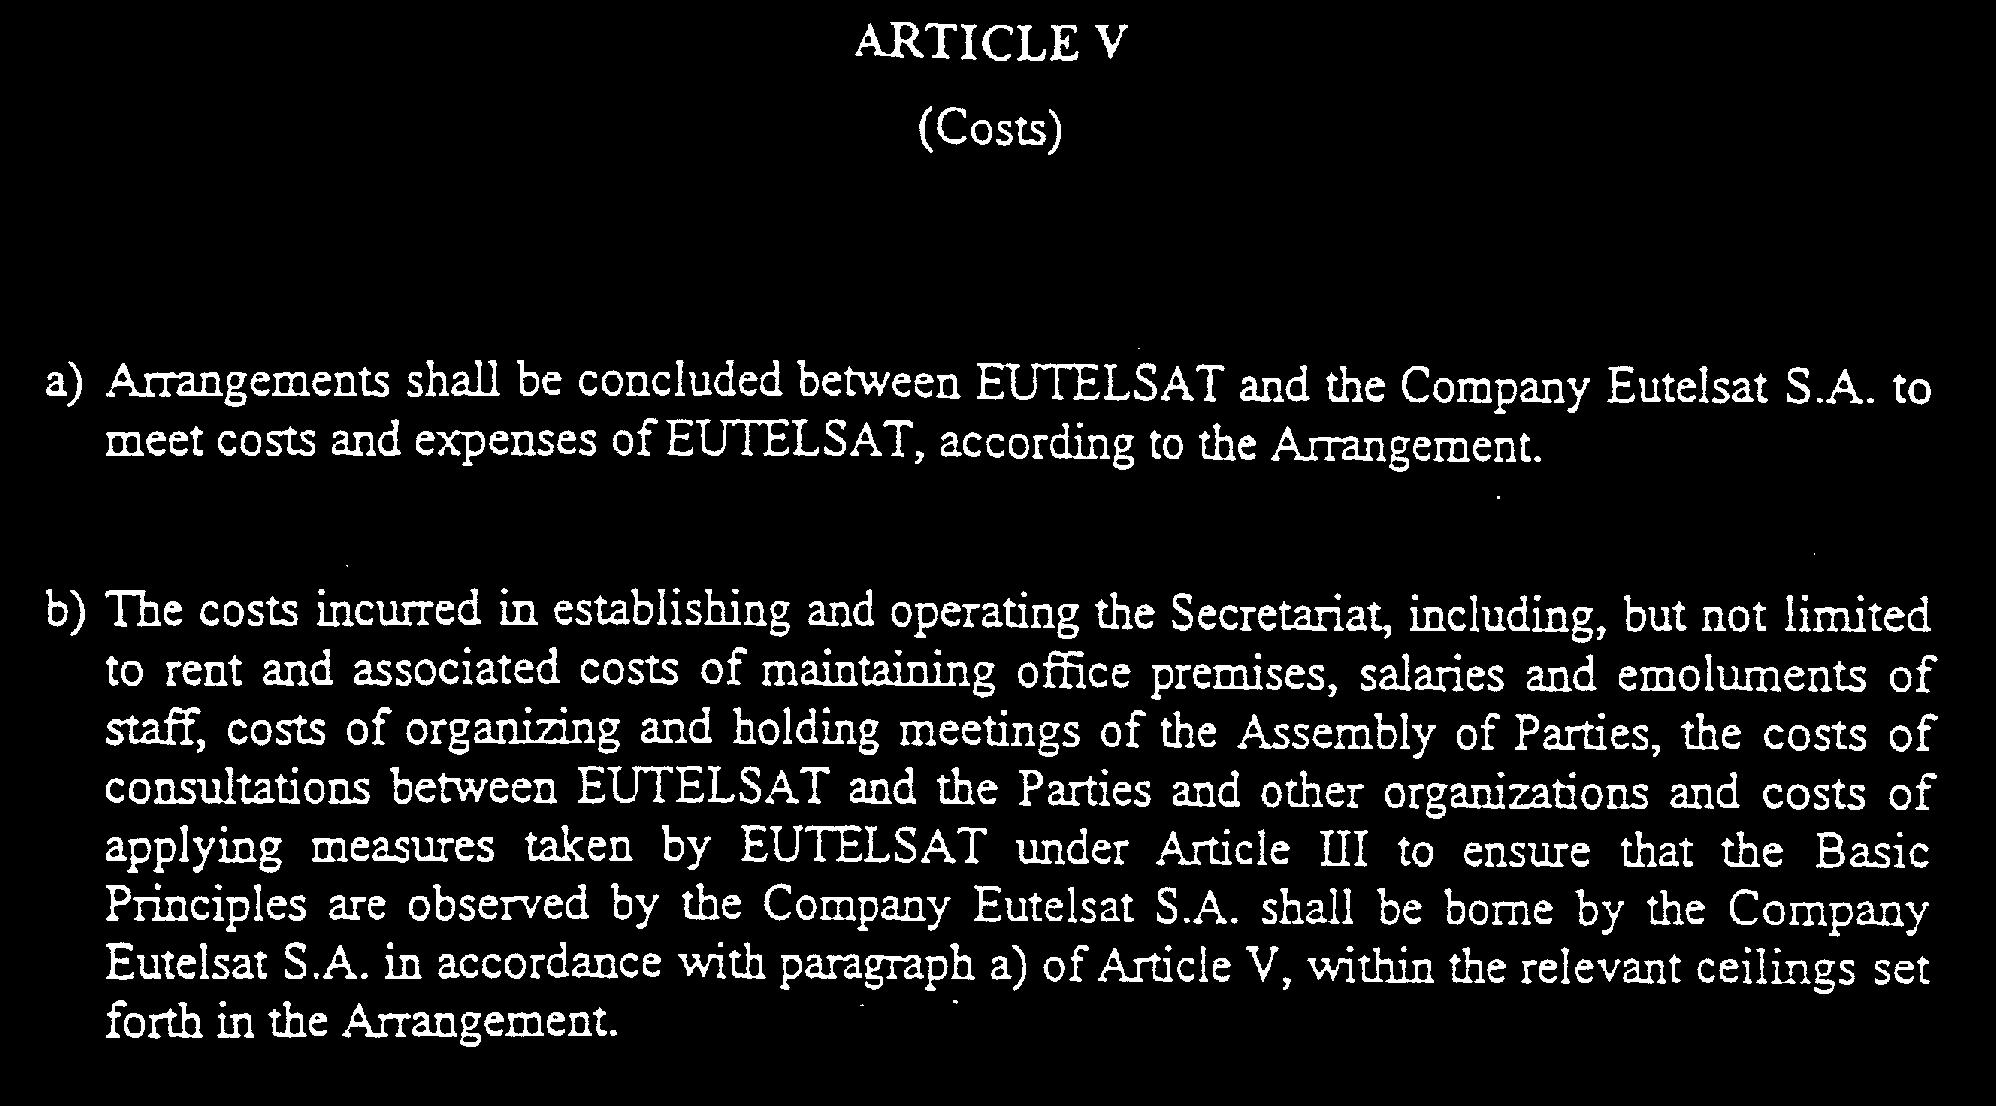 ARTICLE V
(Costs)
a) Arrangements shall be concluded between EUTELSAT and the Company Eutelsat S.A. to
meet costs and expenses of EUTELSAT, according to the Arrangement.
b) The costs incurred in establishing and operating the Secretariat, including, but not limited
to rent and associated costs of maintaining office premises, salaries and emoluments of
staff, costs of organizing and holding meetings of the Assembly of Parties, the costs of
consultations between EUTELSAT and the Parties and other organizations and costs of
applying measures taken by EUTELSAT under Article III to ensure that the Basic
Principles are observed by the Company Eutelsat S.A. shall be borne by the Company
Eutelsat S.A. in accordance with paragraph a) of Article V, within the relevant ceilings set
forth in the Arrangement.